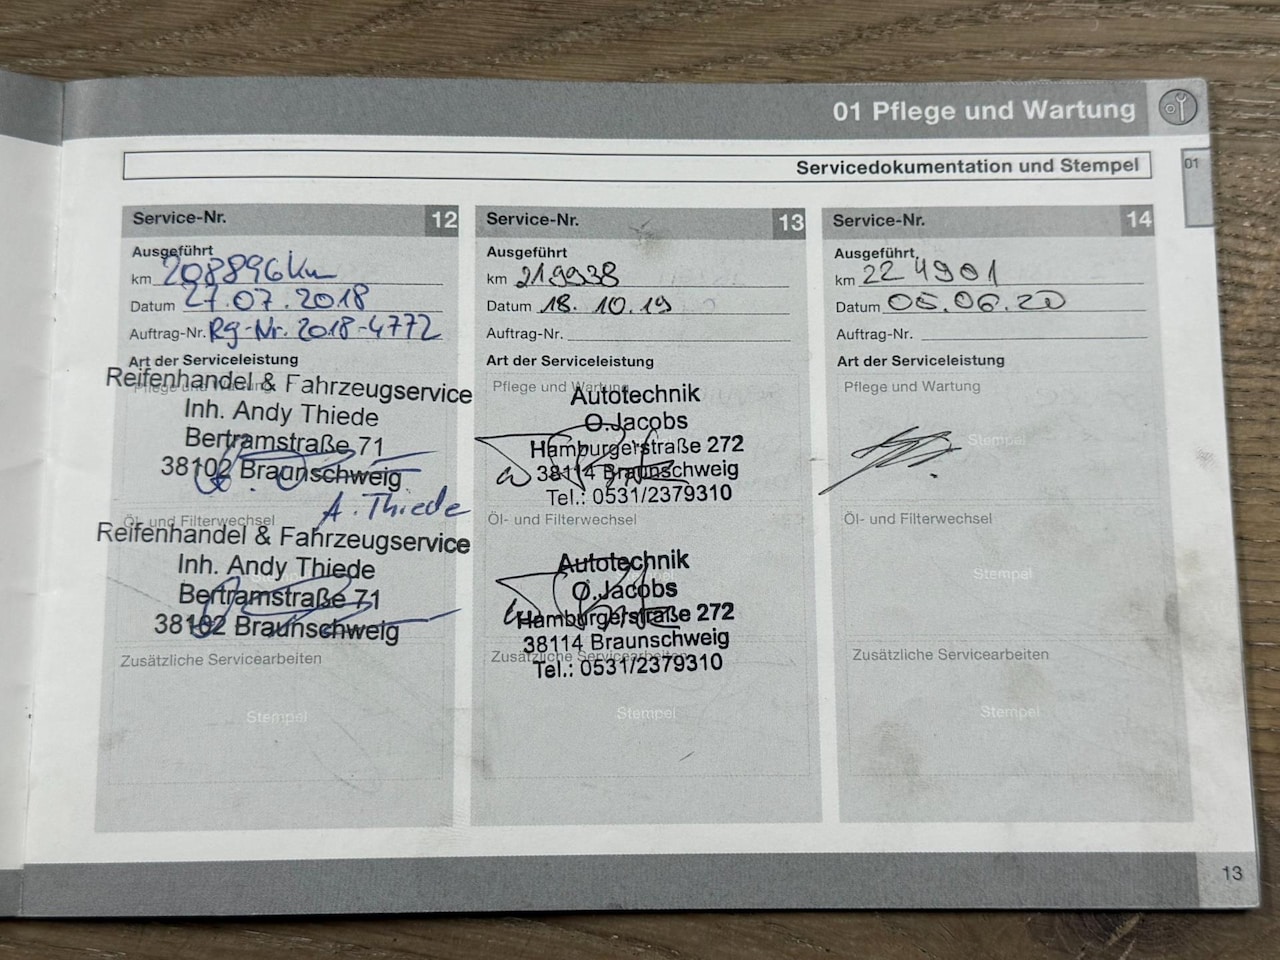 01 Pflege und Wartung
Servicedokumentation und Stempel
01
Service-Nr. 12
Ausgeführt
km 208896km
Datum 27.07.2018
Auftrag-Nr. Rg-Nr. 2018-4772
Art der Serviceleistung
Pflege und Wartung
Reifenhandel & Fahrzeugservice
Inh. Andy Thiede
Bertramstraße 71
38102 Braunschweig
A. Thiede
Öl- und Filterwechsel
Reifenhandel & Fahrzeugservice
Inh. Andy Thiede
Stempel
Bertramstraße 71
38102 Braunschweig
Zusätzliche Servicearbeiten
Stempel
Service-Nr. 13
Ausgeführt
km 219938
Datum 18.10.19
Auftrag-Nr.
Art der Serviceleistung
Pflege und Wartung
Autotechnik
O.Jacobs
Hamburgerstraße 272
38114 Braunschweig
Tel.: 0531/2379310
Öl- und Filterwechsel
Autotechnik
O.Jacobs
Hamburgerstraße 272
38114 Braunschweig
Zusätzliche Servicearbeiten
Tel.: 0531/2379310
Stempel
Service-Nr. 14
Ausgeführt
km 224901
Datum 05.06.20
Auftrag-Nr.
Art der Serviceleistung
Pflege und Wartung
Stempel
Öl- und Filterwechsel
Stempel
Zusätzliche Servicearbeiten
Stempel
13